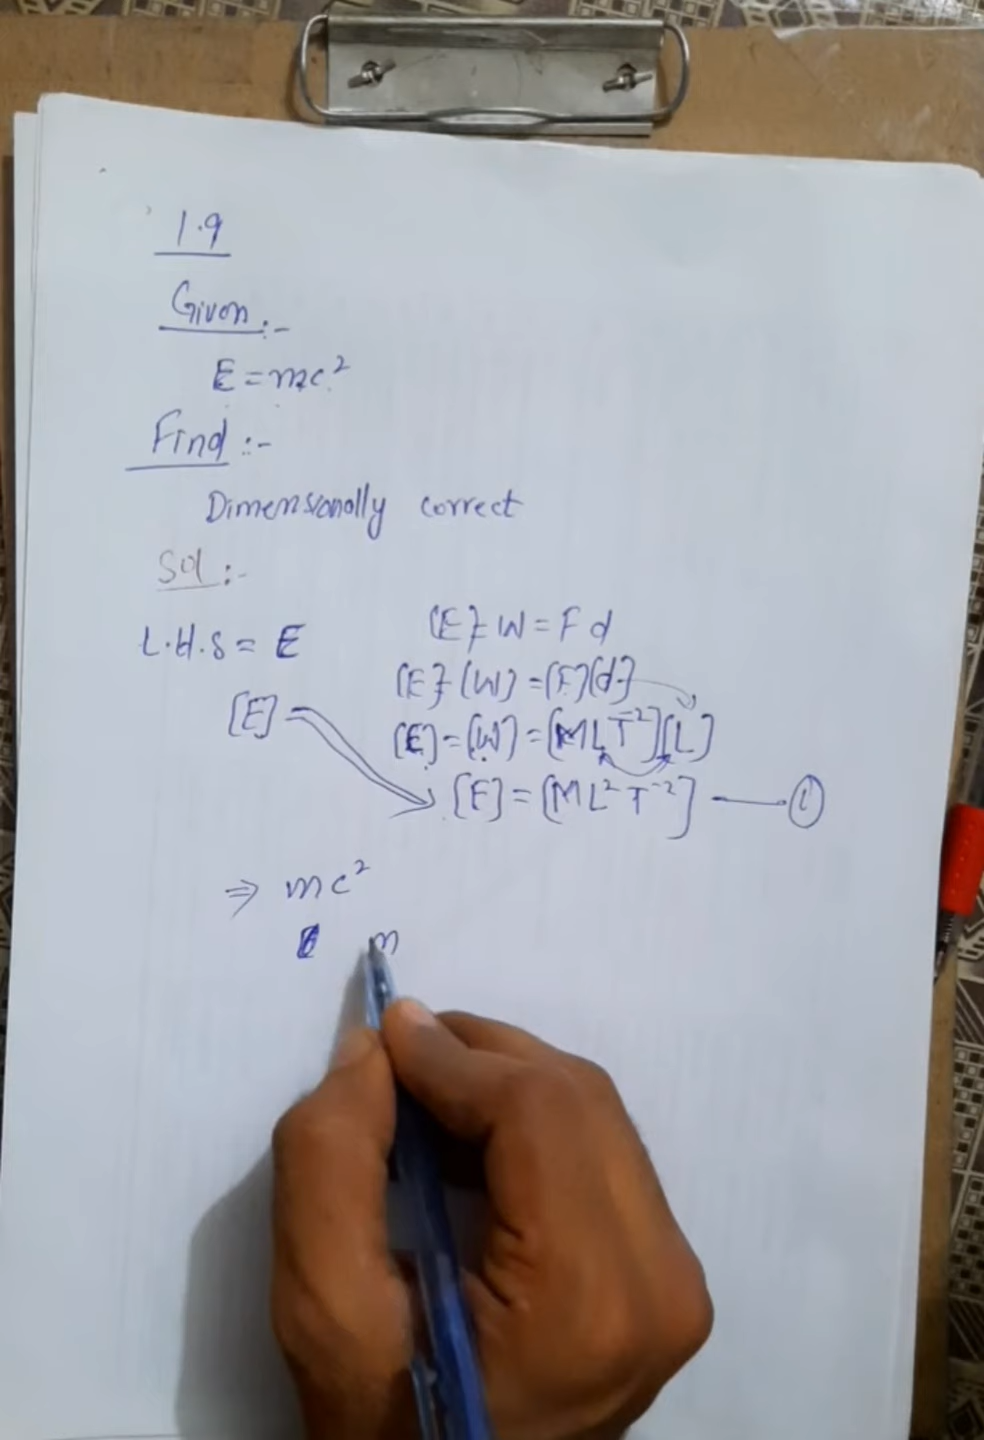 1.9
Given :-
E = mc²
Find :-
Dimensionally correct
Sol :-
L.H.S = E
[E] = W = F d
[E] = [W] = [F][d]
[E]
[E] = [W] = [MLT⁻²][L]
[E] = [ML²T⁻²] — ①
⇒ mc²
m